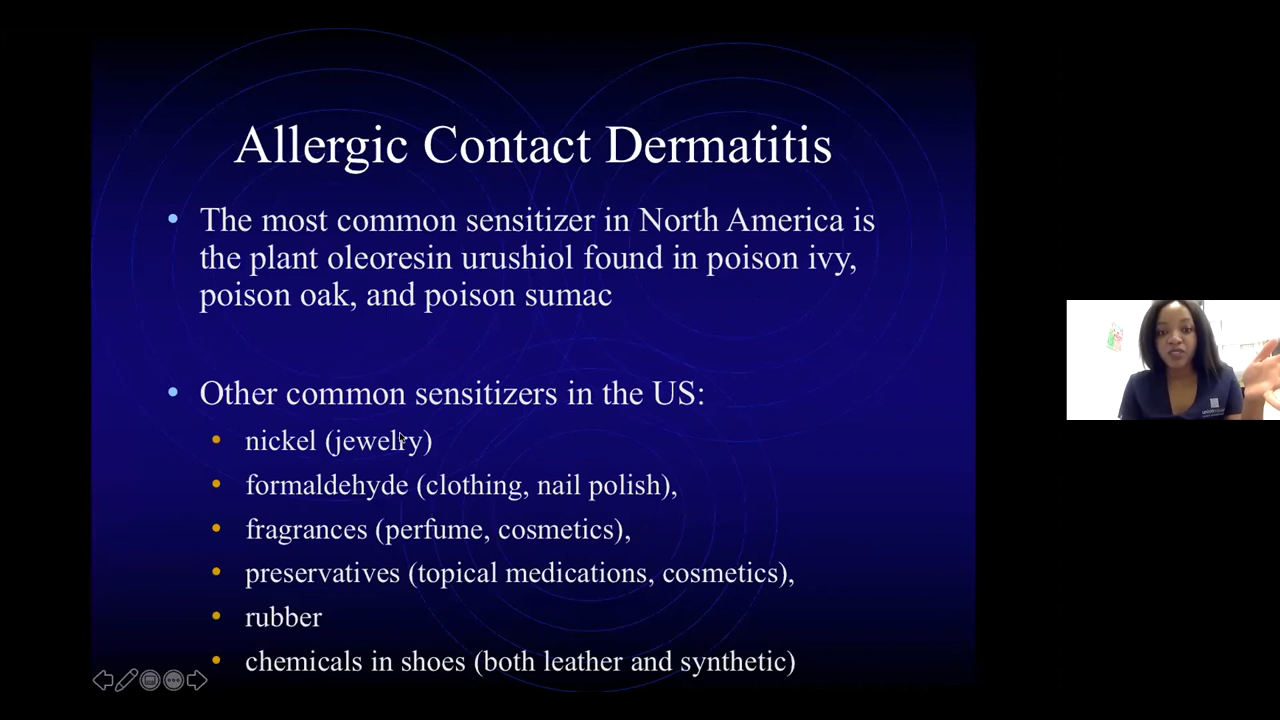 Allergic Contact Dermatitis
The most common sensitizer in North America is
the plant oleoresin urushiol found in poison ivy,
poison oak, and poison sumac
Other common sensitizers in the US:
nickel (jewelry)
formaldehyde (clothing, nail polish),
fragrances (perfume, cosmetics),
preservatives (topical medications, cosmetics),
rubber
chemicals in shoes (both leather and synthetic)